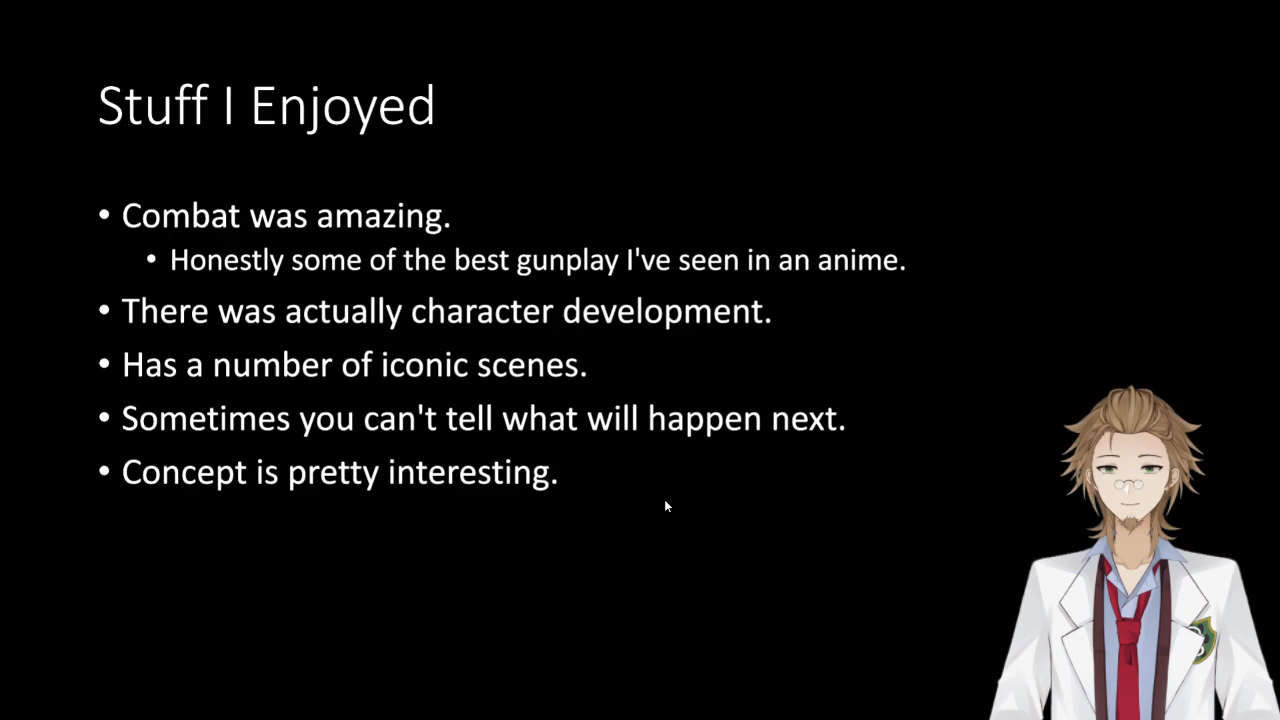 Stuff I Enjoyed
• Combat was amazing.
• Honestly some of the best gunplay I've seen in an anime.
• There was actually character development.
• Has a number of iconic scenes.
• Sometimes you can't tell what will happen next.
• Concept is pretty interesting.